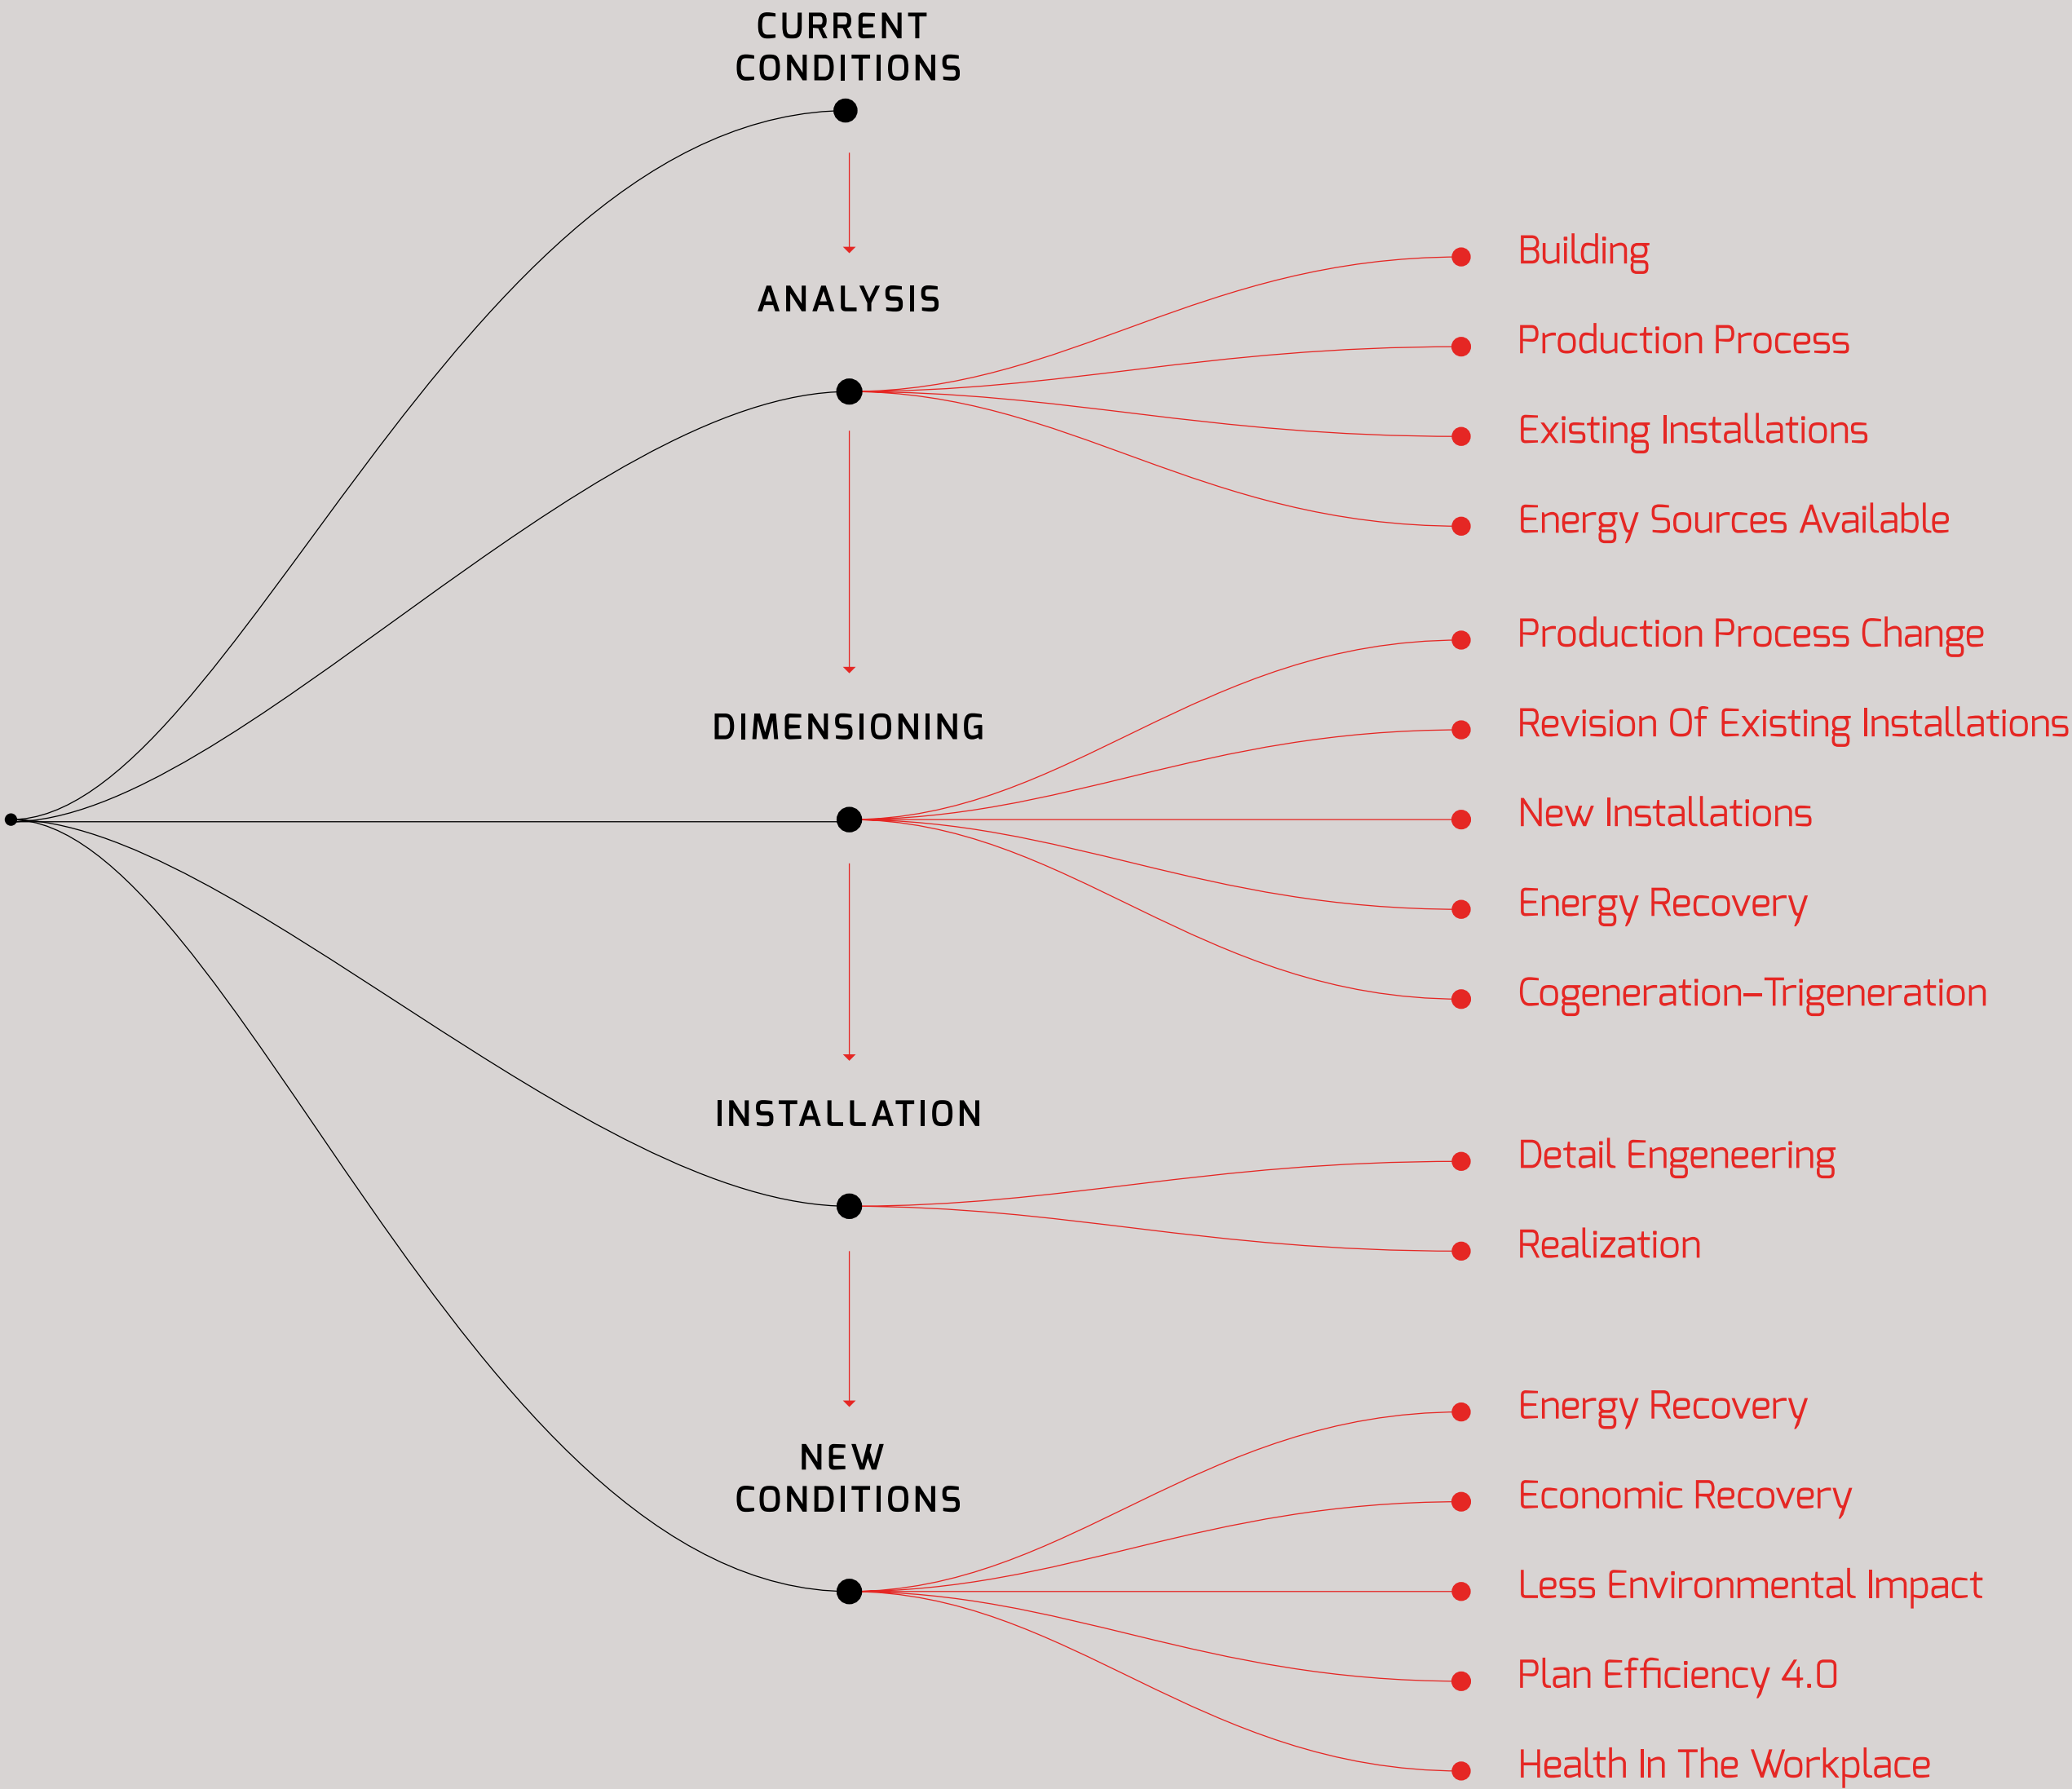 CURRENT
CONDITIONS
ANALYSIS
Building
Production Process
Existing Installations
Energy Sources Available
DIMENSIONING
Production Process Change
Revision Of Existing Installations
New Installations
Energy Recovery
Cogeneration–Trigeneration
INSTALLATION
Detail Engeneering
Realization
NEW
CONDITIONS
Energy Recovery
Economic Recovery
Less Environmental Impact
Plan Efficiency 4.0
Health In The Workplace